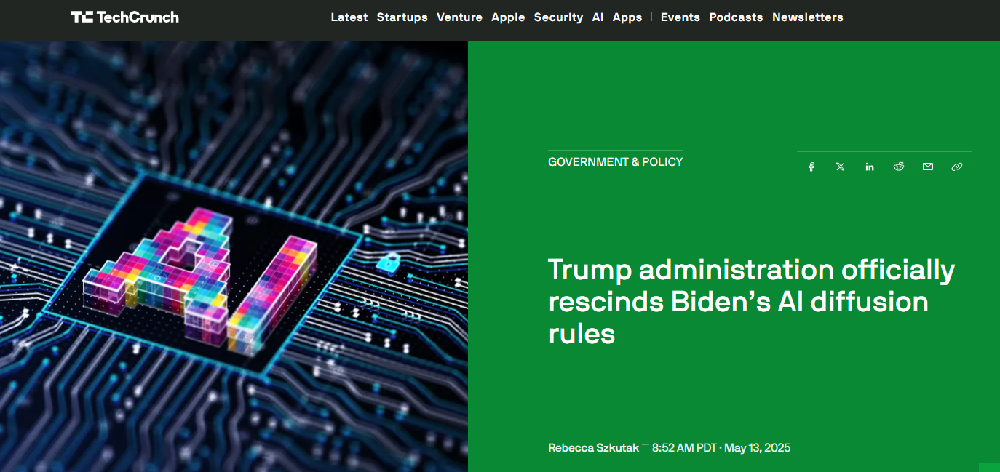 TechCrunch
Latest Startups Venture Apple Security AI Apps Events Podcasts Newsletters
GOVERNMENT & POLICY
AI
Trump administration officially
rescinds Biden’s AI diffusion
rules
Rebecca Szkutak — 8:52 AM PDT · May 13, 2025